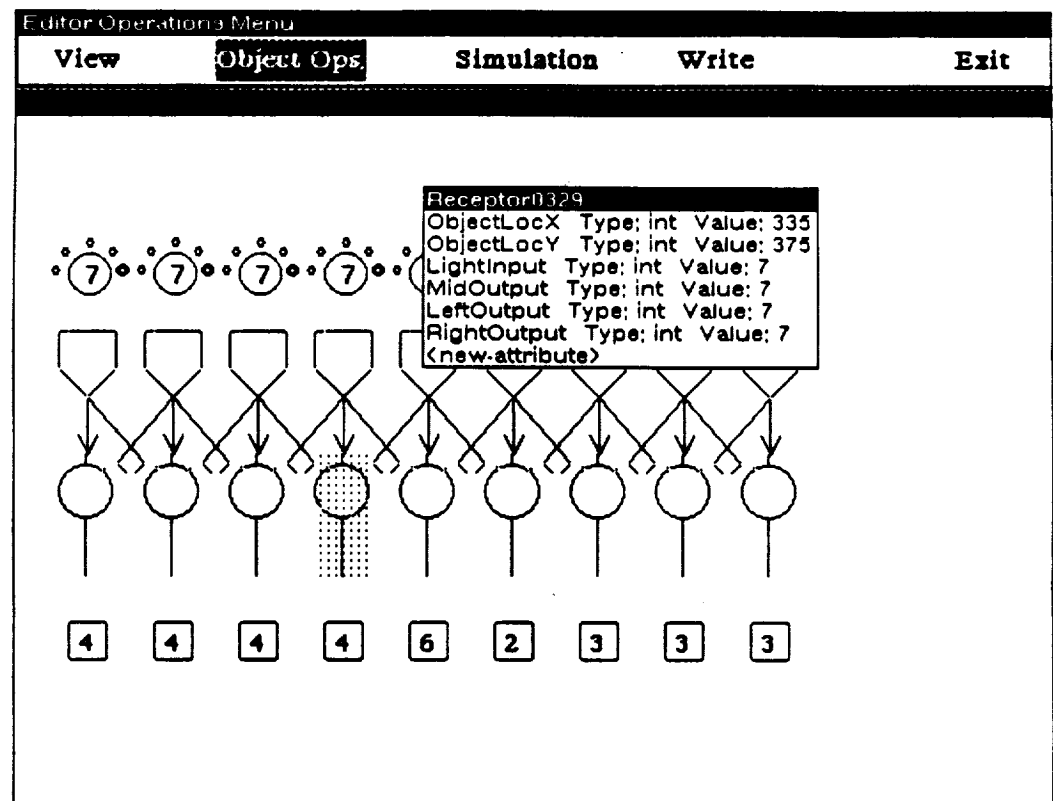 Editor Operations Menu
View Object Ops. Simulation Write Exit
Receptor0329
ObjectLocX Type: int Value: 335
ObjectLocY Type: int Value: 375
LightInput Type: int Value: 7
MidOutput Type: int Value: 7
LeftOutput Type: int Value: 7
RightOutput Type: int Value: 7
<new-attribute>
7 7 7 7
4 4 4 4 6 2 3 3 3